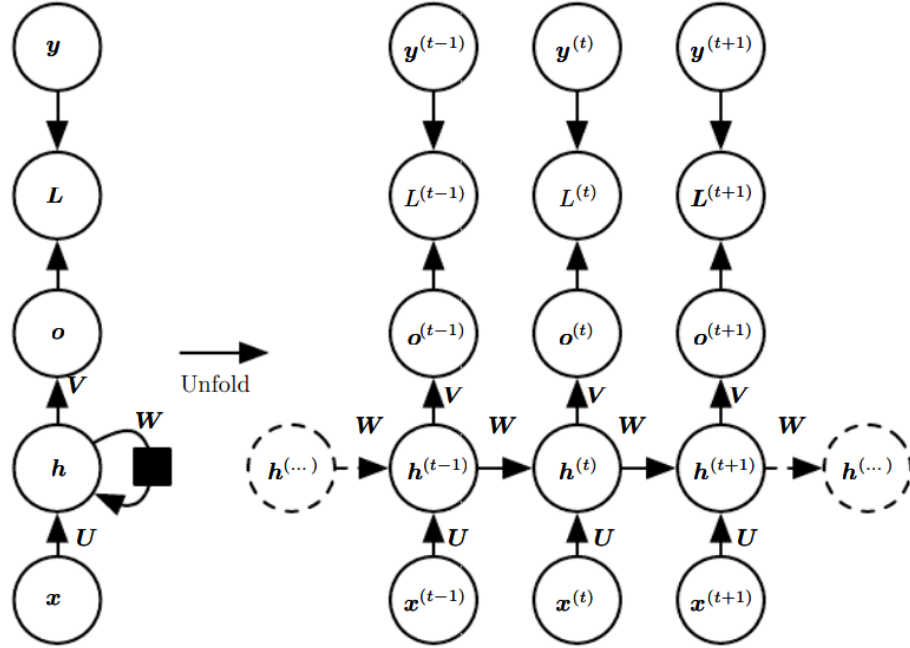 y y^(t−1) y^(t) y^(t+1)
L L^(t−1) L^(t) L^(t+1)
o o^(t−1) o^(t) o^(t+1)
Unfold
V V V V
W W W W W
h h^(...) h^(t−1) h^(t) h^(t+1) h^(...)
U U U U
x x^(t−1) x^(t) x^(t+1)